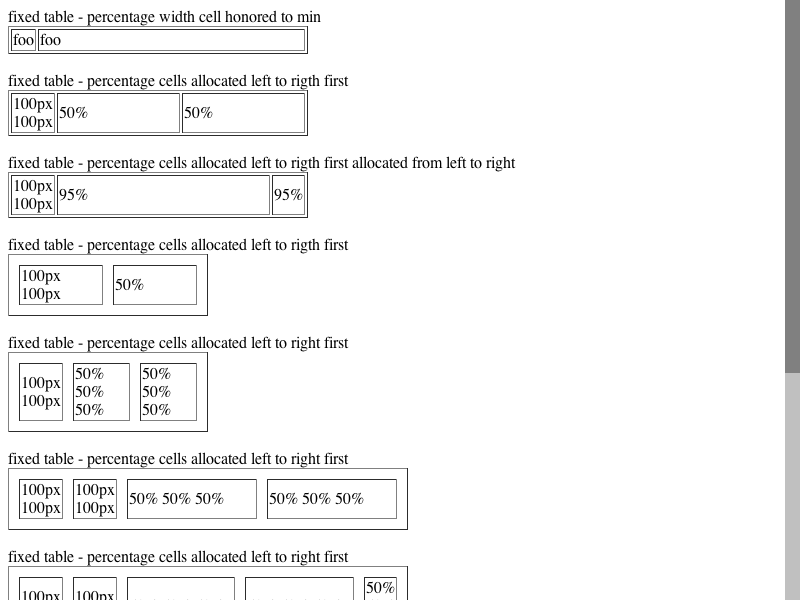 fixed table - percentage width cell honored to min
foo foo
fixed table - percentage cells allocated left to rigth first
100px
100px
50%
50%
fixed table - percentage cells allocated left to rigth first allocated from left to right
100px
100px
95%
95%
fixed table - percentage cells allocated left to rigth first
100px
100px
50%
fixed table - percentage cells allocated left to right first
100px
100px
50%
50%
50%
50%
50%
50%
fixed table - percentage cells allocated left to right first
100px
100px
100px
100px
50% 50% 50%
50% 50% 50%
fixed table - percentage cells allocated left to right first
100px
100px
50%